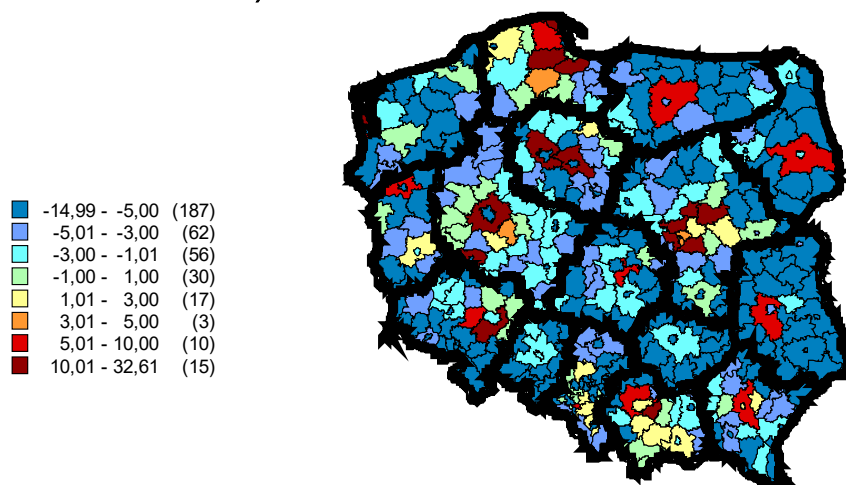 -14,99 - -5,00 (187)
-5,01 - -3,00 (62)
-3,00 - -1,01 (56)
-1,00 - 1,00 (30)
1,01 - 3,00 (17)
3,01 - 5,00 (3)
5,01 - 10,00 (10)
10,01 - 32,61 (15)